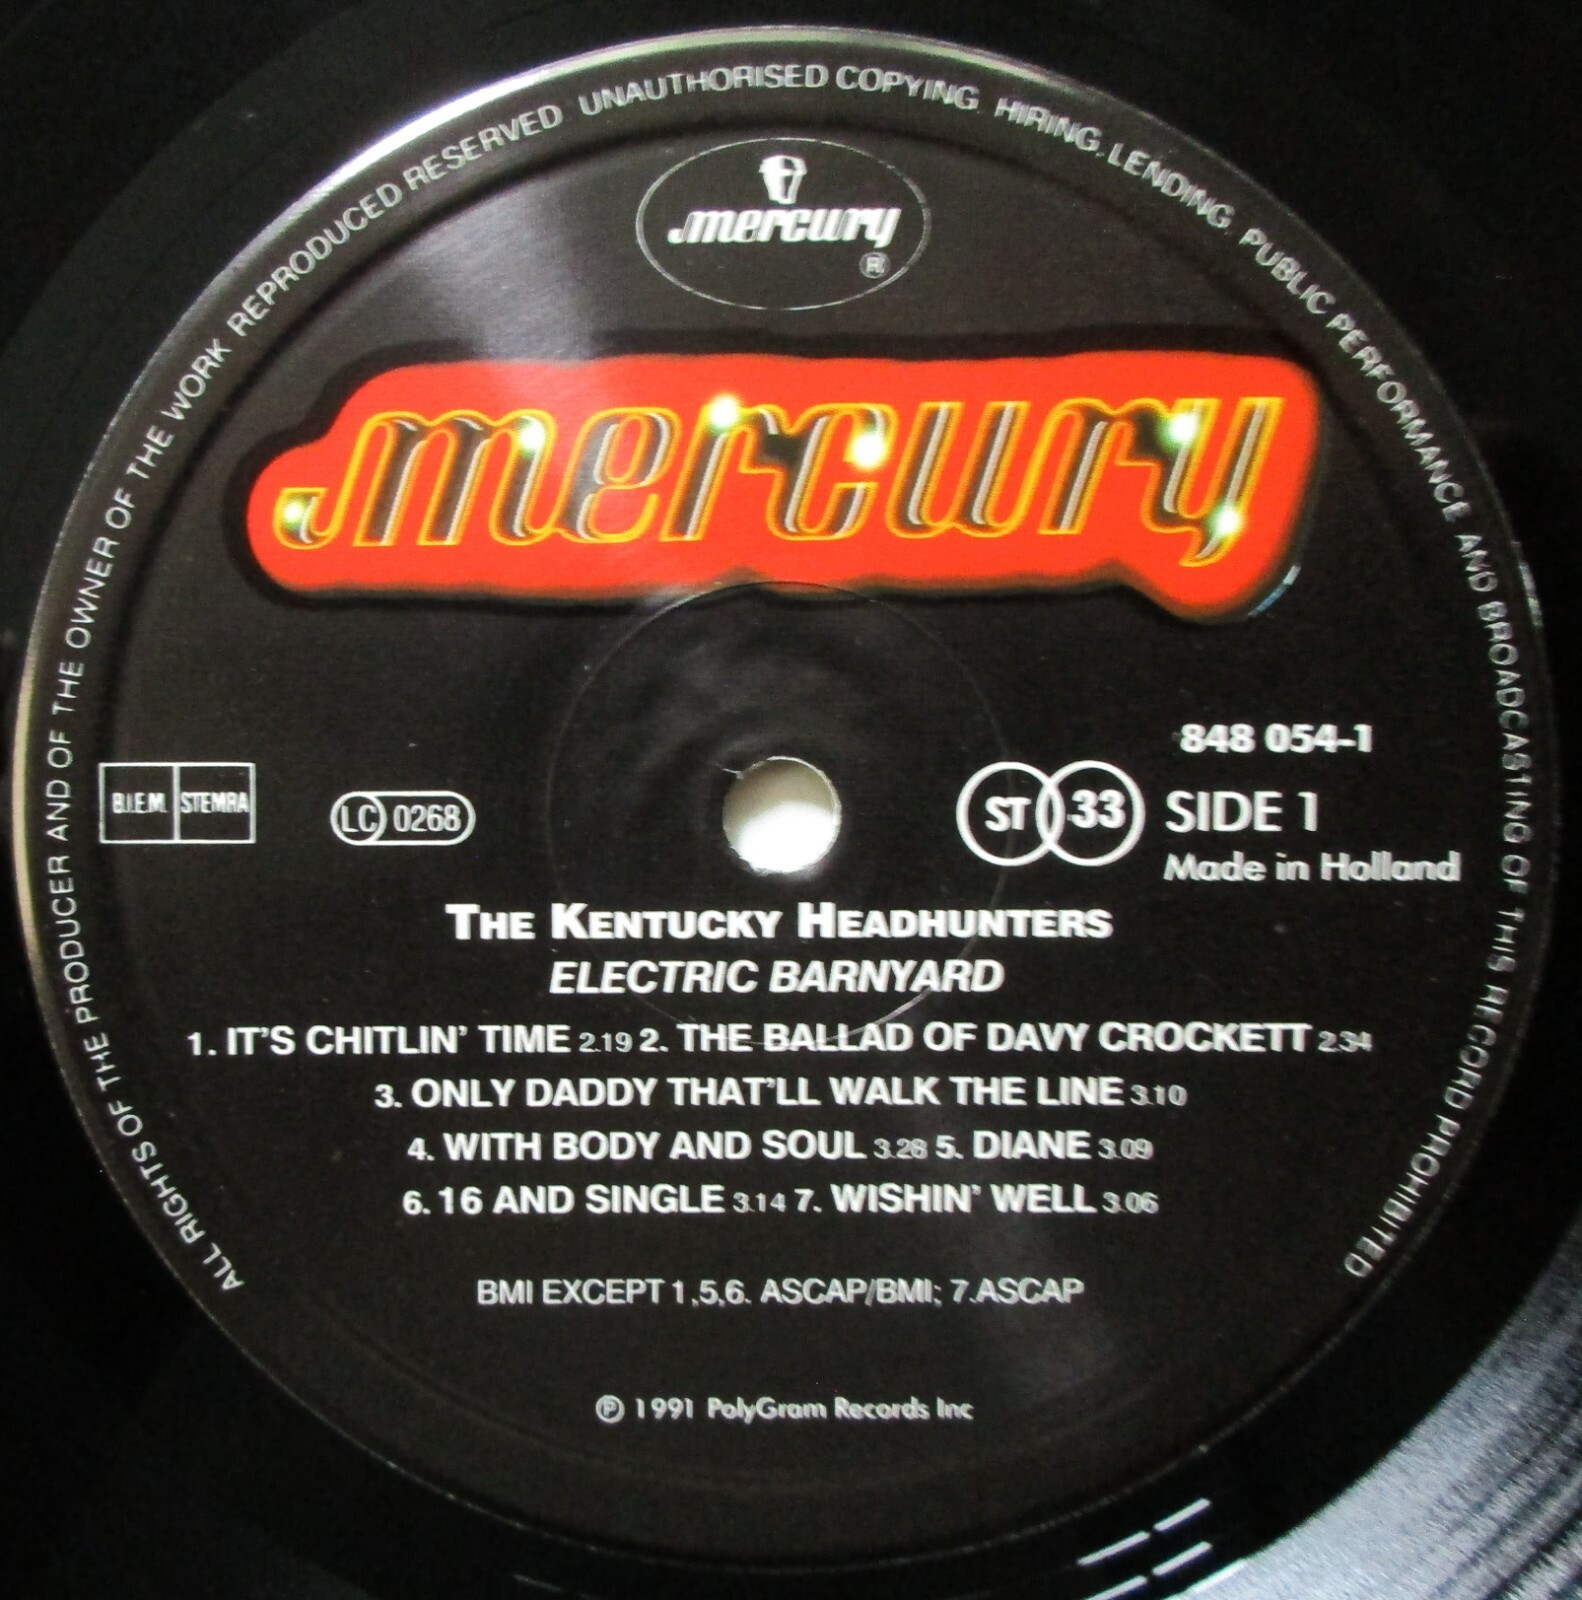 ALL RIGHTS OF THE PRODUCER AND OF THE OWNER OF THE WORK REPRODUCED RESERVED UNAUTHORISED COPYING. HIRING. LENDING. PUBLIC PERFORMANCE AND BROADCASTING OF THIS RECORD PROHIBITED
mercury
®
mercury
848 054-1
B.I.E.M. STEMRA
LC 0268
ST 33 SIDE 1
Made in Holland
THE KENTUCKY HEADHUNTERS
ELECTRIC BARNYARD
1. IT'S CHITLIN' TIME 2.19 2. THE BALLAD OF DAVY CROCKETT 2.34
3. ONLY DADDY THAT'LL WALK THE LINE 3.10
4. WITH BODY AND SOUL 3.28 5. DIANE 3.09
6. 16 AND SINGLE 3.14 7. WISHIN' WELL 3.06
BMI EXCEPT 1,5,6. ASCAP/BMI; 7.ASCAP
℗ 1991 PolyGram Records Inc